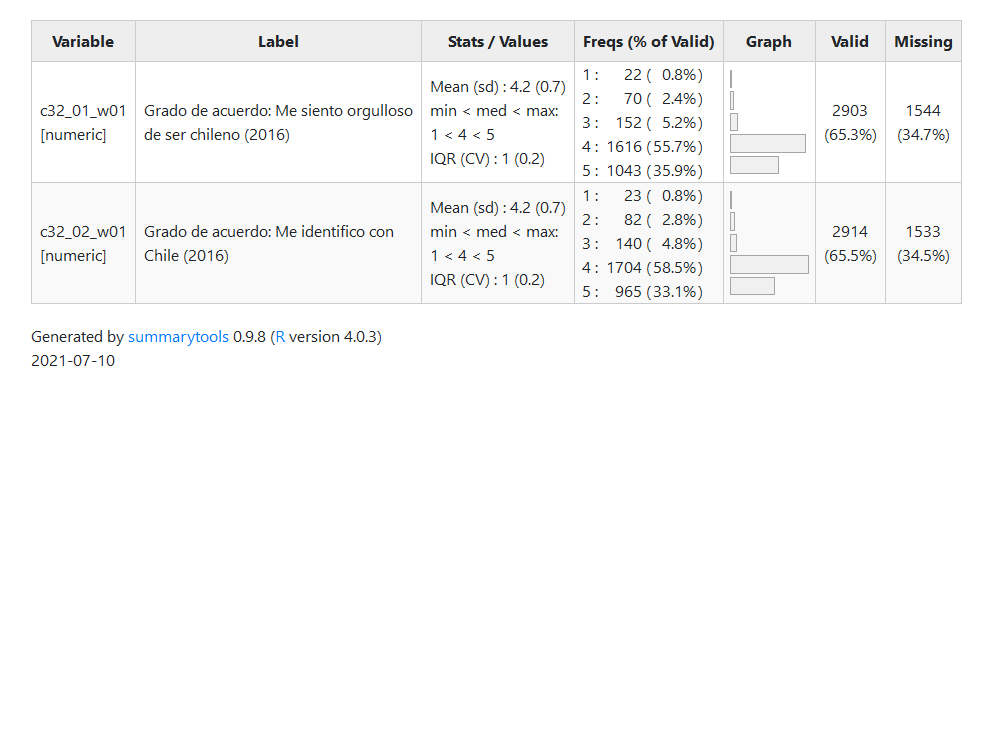 Variable Label Stats / Values Freqs (% of Valid) Graph Valid Missing
c32_01_w01
[numeric]
Grado de acuerdo: Me siento orgulloso
de ser chileno (2016)
Mean (sd) : 4.2 (0.7)
min < med < max:
1 < 4 < 5
IQR (CV) : 1 (0.2)
1 : 22 ( 0.8%)
2 : 70 ( 2.4%)
3 : 152 ( 5.2%)
4 : 1616 (55.7%)
5 : 1043 (35.9%)
2903
(65.3%)
1544
(34.7%)
c32_02_w01
[numeric]
Grado de acuerdo: Me identifico con
Chile (2016)
Mean (sd) : 4.2 (0.7)
min < med < max:
1 < 4 < 5
IQR (CV) : 1 (0.2)
1 : 23 ( 0.8%)
2 : 82 ( 2.8%)
3 : 140 ( 4.8%)
4 : 1704 (58.5%)
5 : 965 (33.1%)
2914
(65.5%)
1533
(34.5%)
Generated by summarytools 0.9.8 (R version 4.0.3)
2021-07-10